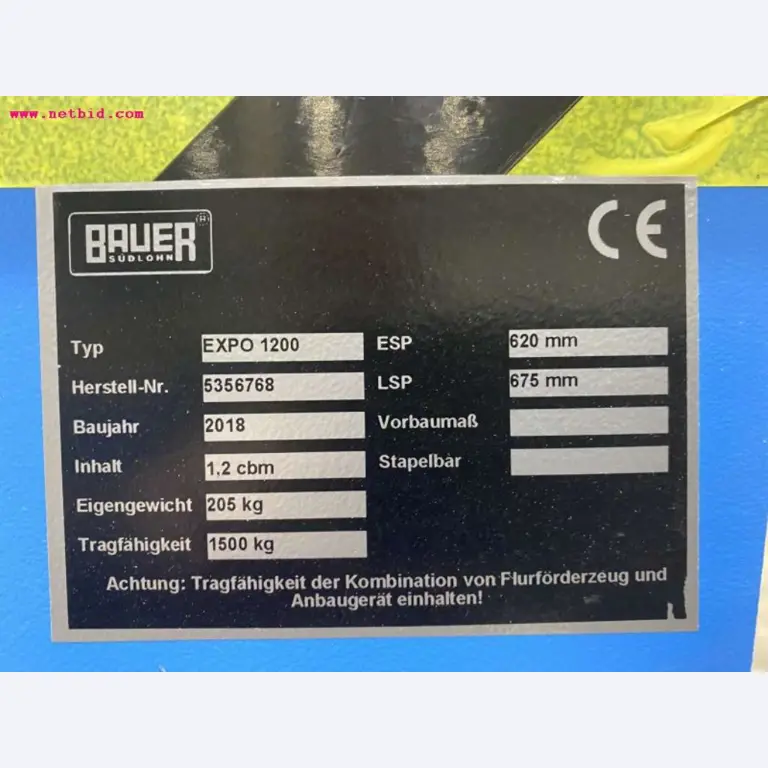 www.netbid.com
BAUER ®
SÜDLOHN
CE
Typ EXPO 1200 ESP 620 mm
Herstell-Nr. 5356768 LSP 675 mm
Baujahr 2018 Vorbaumaß
Inhalt 1,2 cbm Stapelbar
Eigengewicht 205 kg
Tragfähigkeit 1500 kg
Achtung: Tragfähigkeit der Kombination von Flurförderzeug und
Anbaugerät einhalten!